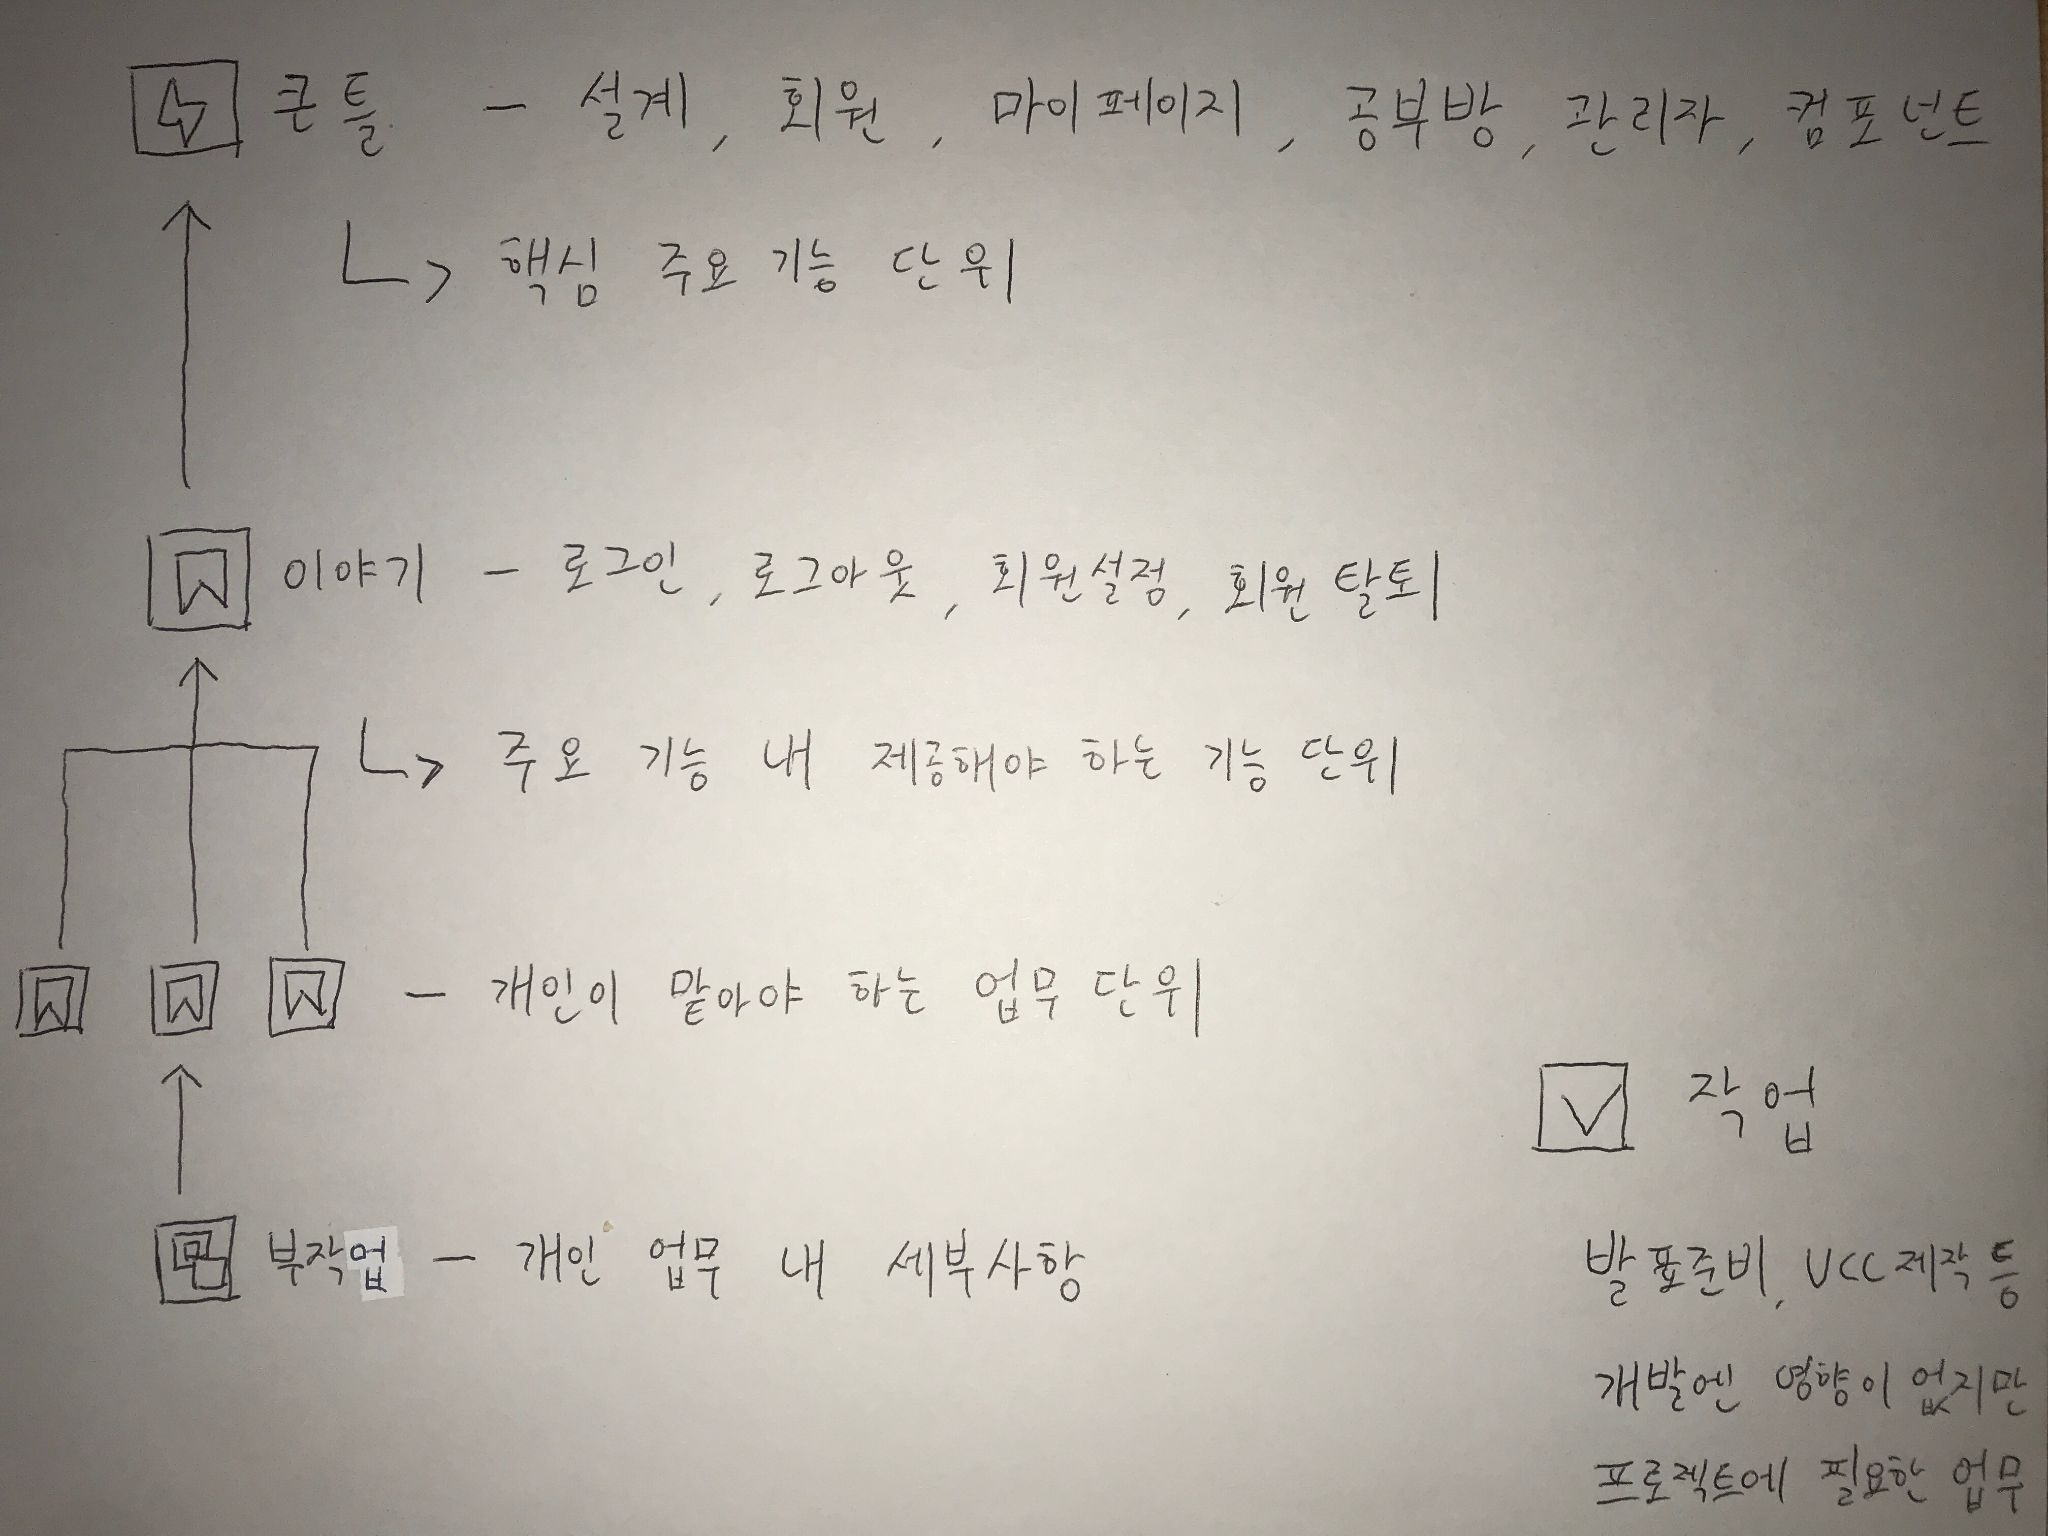 큰틀 - 설계, 회원, 마이페이지, 공부방, 관리자, 컴포넌트
핵심 주요 기능 단위
이야기 - 로그인, 로그아웃, 회원설정, 회원탈퇴
주요 기능 내 제공해야 하는 기능 단위
- 개인이 맡아야 하는 업무 단위
작업
부작업 - 개인 업무 내 세부사항
발표준비, UCC제작 등
개발엔 영향이 없지만
프로젝트에 필요한 업무